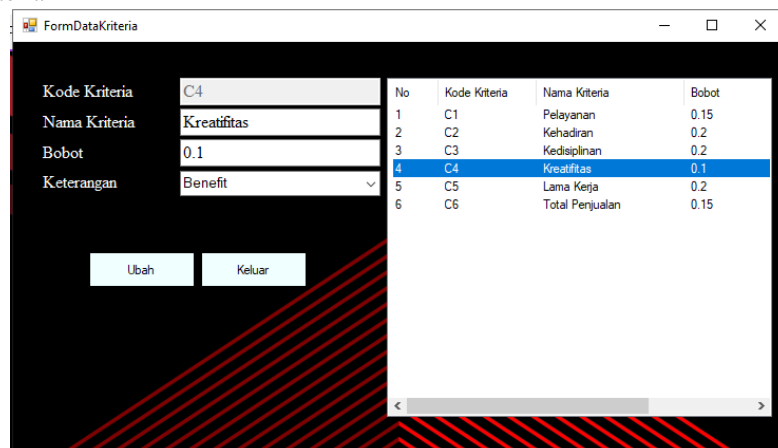 FormDataKriteria
Kode Kriteria C4
Nama Kriteria Kreatifitas
Bobot 0.1
Keterangan Benefit
Ubah Keluar
No Kode Kriteria Nama Kriteria Bobot
1 C1 Pelayanan 0.15
2 C2 Kehadiran 0.2
3 C3 Kedisiplinan 0.2
4 C4 Kreatifitas 0.1
5 C5 Lama Kerja 0.2
6 C6 Total Penjualan 0.15